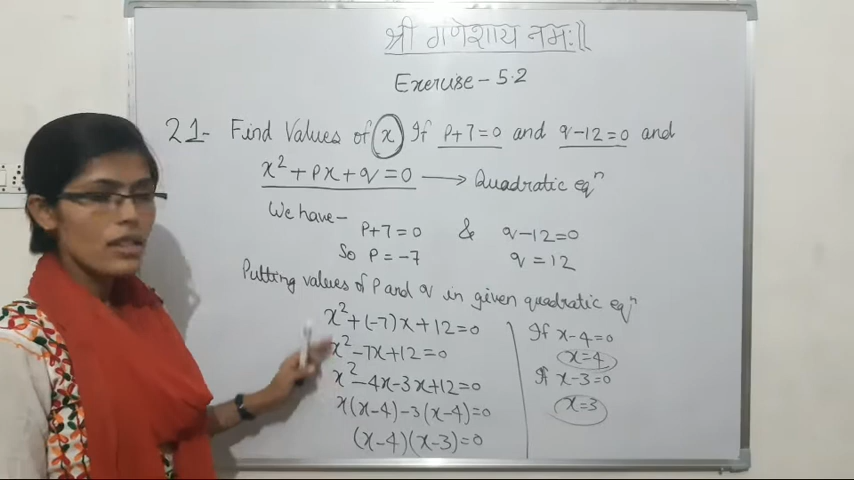 श्री गणेशाय नमः||
Exercise - 5.2
21- Find Values of x If p+7=0 and q-12=0 and
x²+px+q=0 → Quadratic eqⁿ
We have-
p+7=0 & q-12=0
So p=-7 q=12
Putting values of p and q in given quadratic eqⁿ
x²+(-7)x+12=0
x²-7x+12=0
x²-4x-3x+12=0
x(x-4)-3(x-4)=0
(x-4)(x-3)=0
If x-4=0
x=4
If x-3=0
x=3